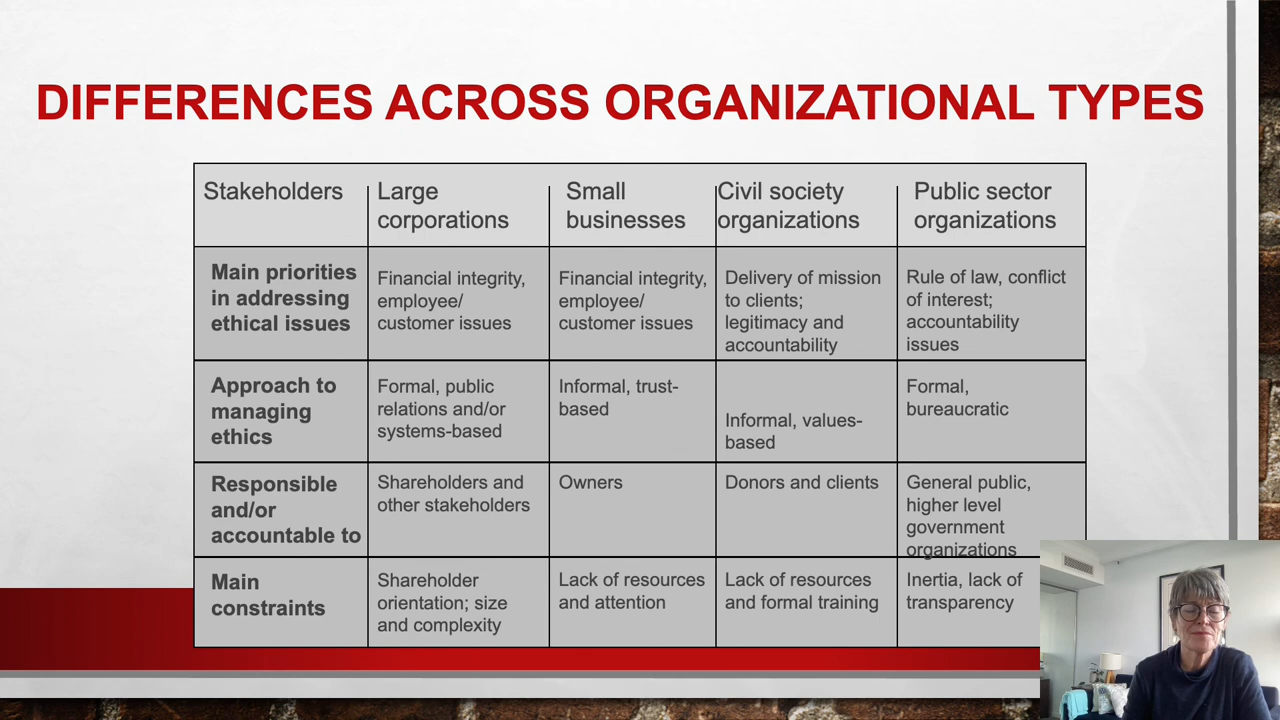 DIFFERENCES ACROSS ORGANIZATIONAL TYPES
Stakeholders
Large
corporations
Small
businesses
Civil society
organizations
Public sector
organizations
Main priorities
in addressing
ethical issues
Financial integrity,
employee/
customer issues
Financial integrity,
employee/
customer issues
Delivery of mission
to clients;
legitimacy and
accountability
Rule of law, conflict
of interest;
accountability
issues
Approach to
managing
ethics
Formal, public
relations and/or
systems-based
Informal, trust-
based
Informal, values-
based
Formal,
bureaucratic
Responsible
and/or
accountable to
Shareholders and
other stakeholders
Owners
Donors and clients
General public,
higher level
government
organizations
Main
constraints
Shareholder
orientation; size
and complexity
Lack of resources
and attention
Lack of resources
and formal training
Inertia, lack of
transparency